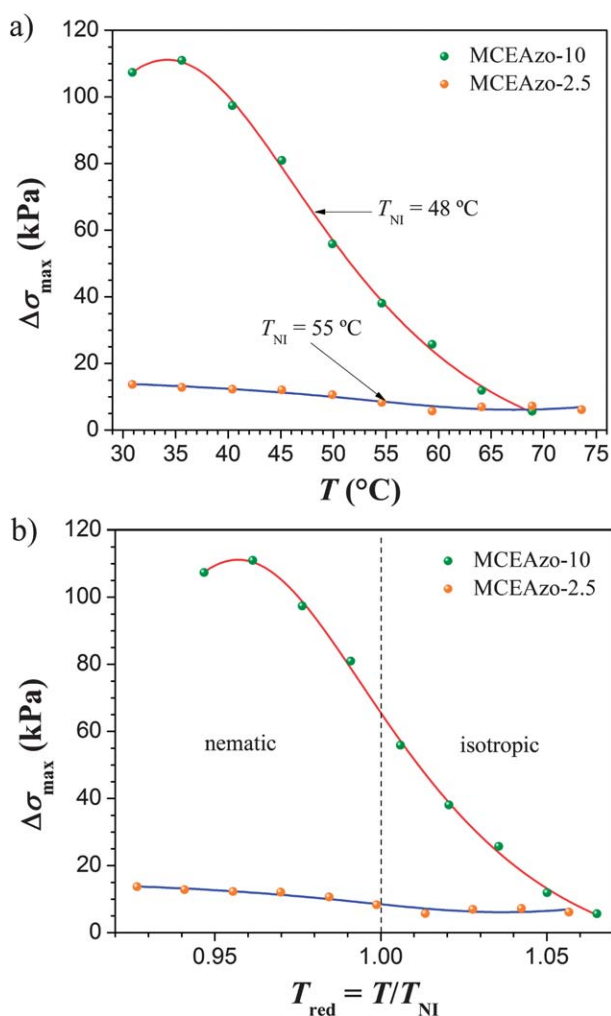 a)
120
100
80
60
40
20
0
Δσmax (kPa)
MCEAzo-10
MCEAzo-2.5
TNI = 48 ºC
TNI = 55 ºC
30 35 40 45 50 55 60 65 70 75
T (°C)
b)
120
100
80
60
40
20
0
Δσmax (kPa)
MCEAzo-10
MCEAzo-2.5
nematic
isotropic
0.95 1.00 1.05
Tred = T/TNI